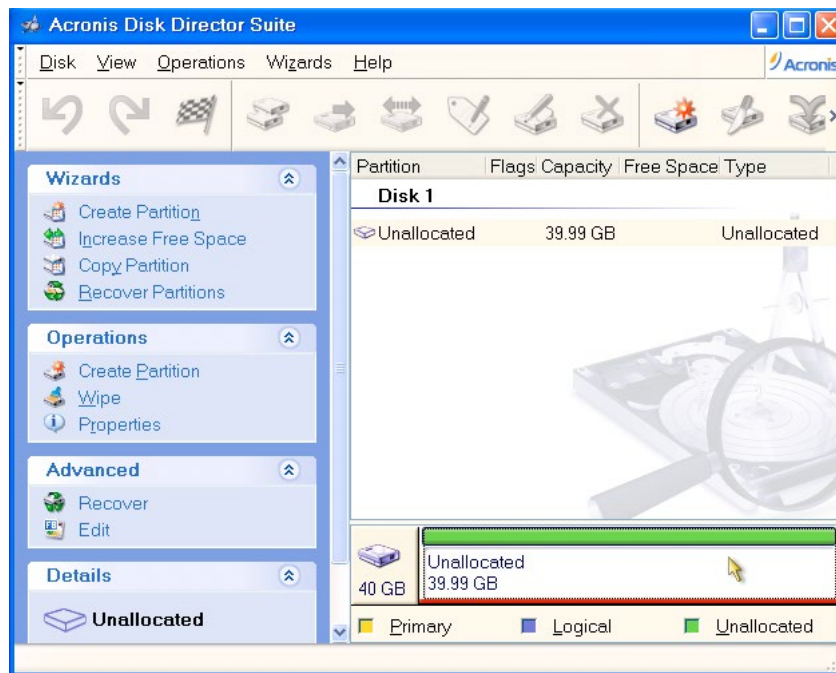 Acronis Disk Director Suite
Disk View Operations Wizards Help
Acronis
Wizards
Create Partition
Increase Free Space
Copy Partition
Recover Partitions
Operations
Create Partition
Wipe
Properties
Advanced
Recover
Edit
Details
Unallocated
Partition Flags Capacity Free Space Type
Disk 1
Unallocated 39.99 GB Unallocated
40 GB
Unallocated
39.99 GB
Primary Logical Unallocated